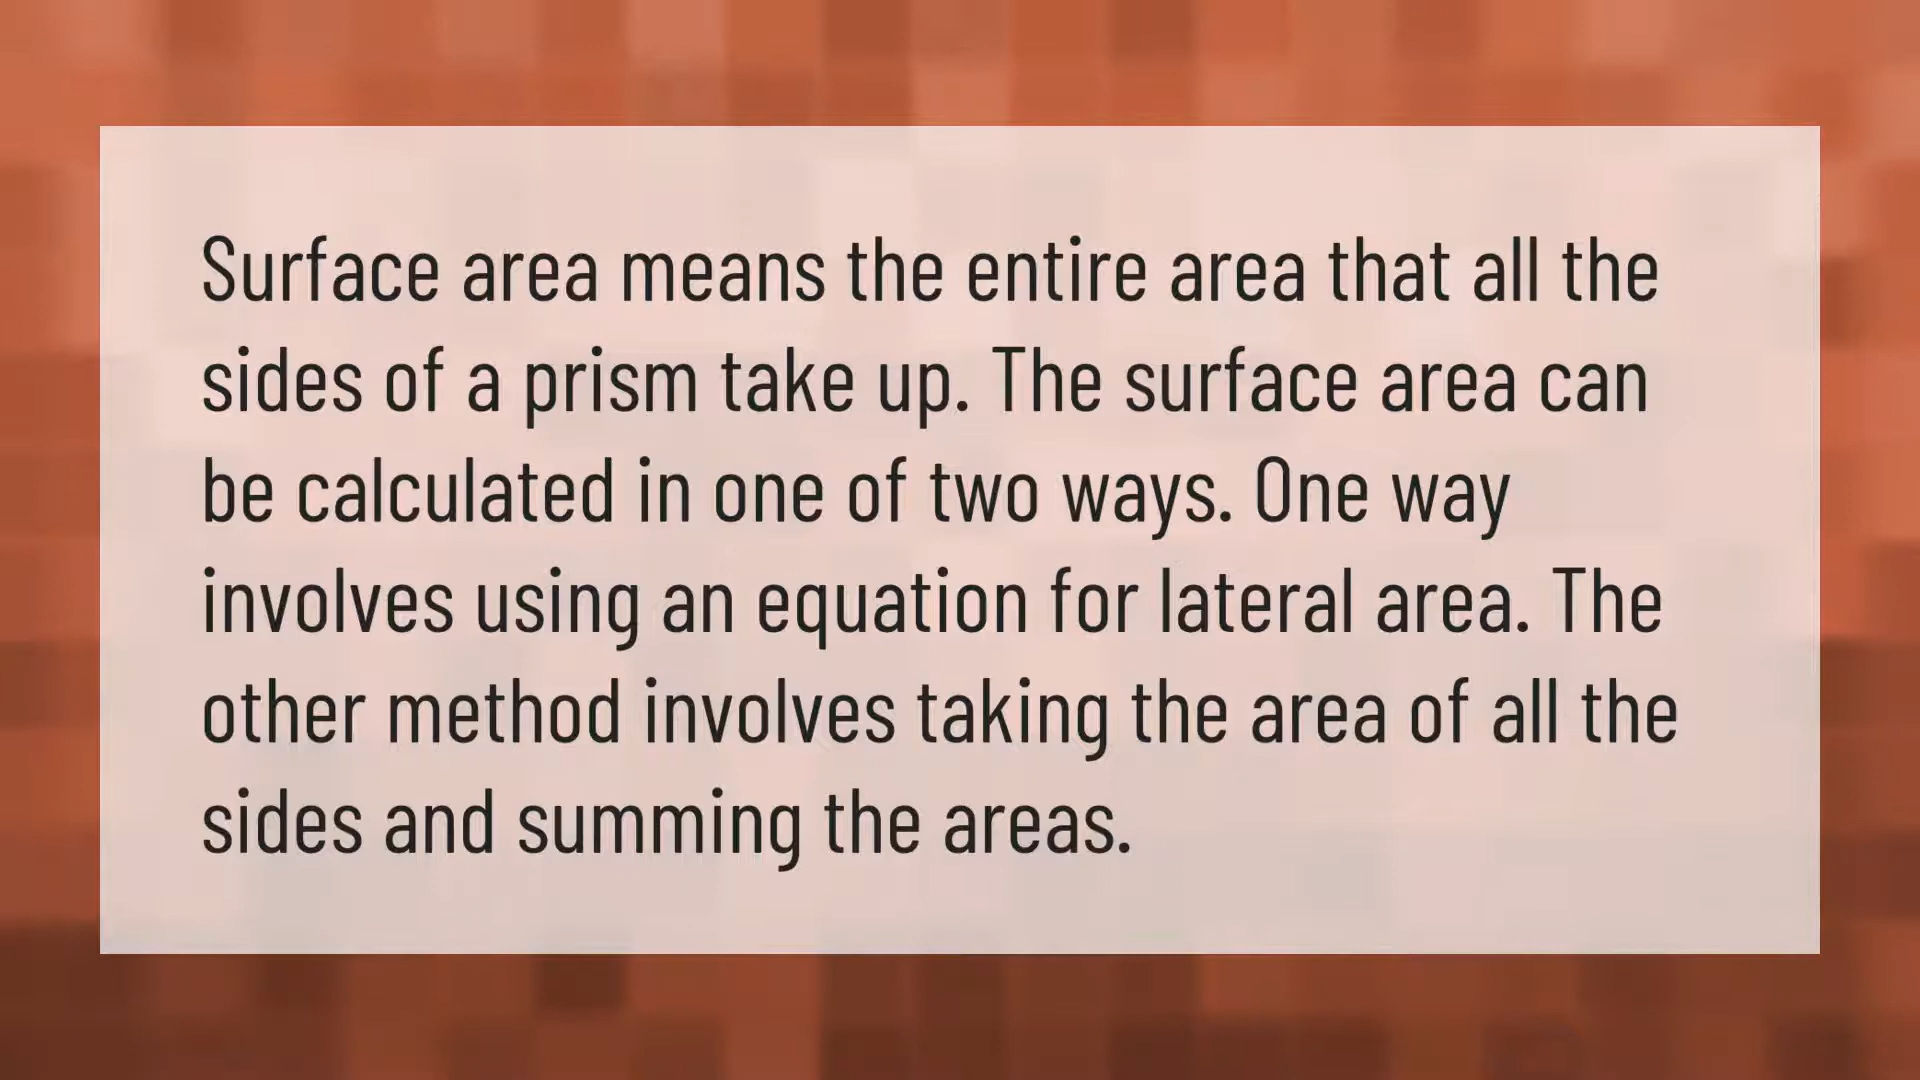 Surface area means the entire area that all the
sides of a prism take up. The surface area can
be calculated in one of two ways. One way
involves using an equation for lateral area. The
other method involves taking the area of all the
sides and summing the areas.